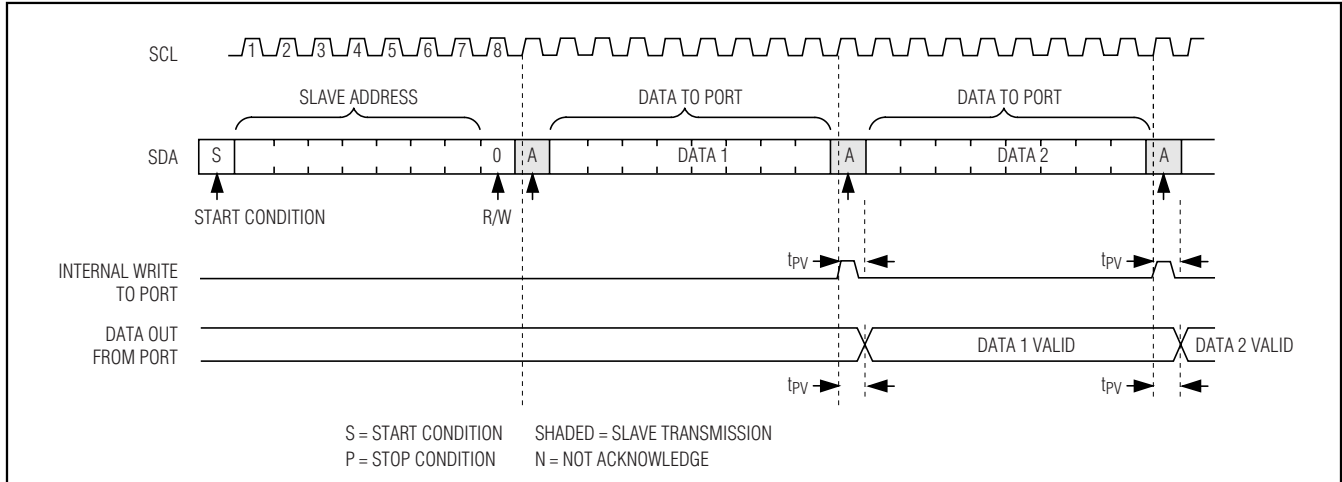 SCL 1 2 3 4 5 6 7 8
SLAVE ADDRESS DATA TO PORT DATA TO PORT
SDA S 0 A DATA 1 A DATA 2 A
START CONDITION R/W
INTERNAL WRITE tPV tPV
TO PORT
DATA OUT
FROM PORT DATA 1 VALID DATA 2 VALID
tPV tPV
S = START CONDITION SHADED = SLAVE TRANSMISSION
P = STOP CONDITION N = NOT ACKNOWLEDGE